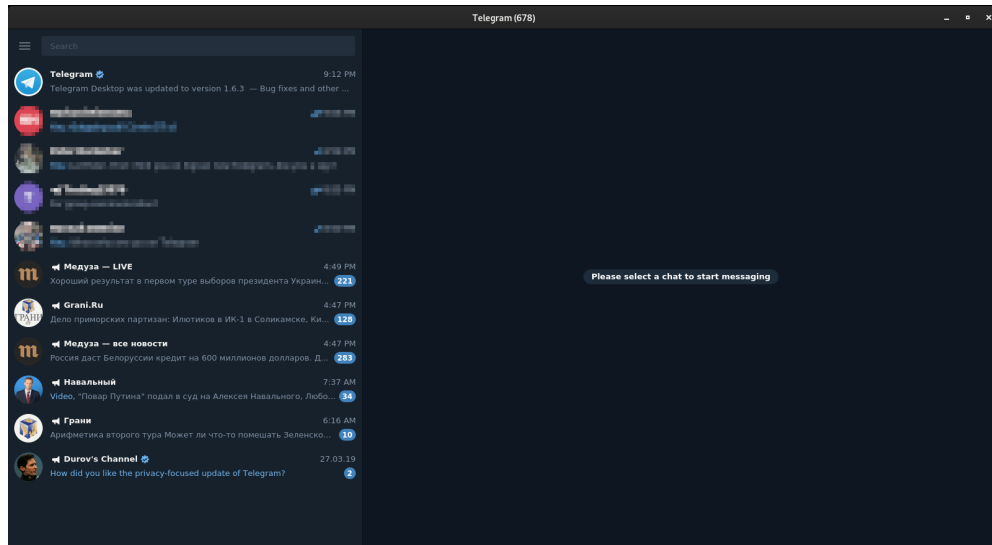 Telegram (678)
Search
Telegram 9:12 PM
Telegram Desktop was updated to version 1.6.3 — Bug fixes and other ...
T
m Медуза — LIVE 4:49 PM
Хороший результат в первом туре выборов президента Украин... 221
ГРАНИ Grani.Ru 4:47 PM
Дело приморских партизан: Илютиков в ИК-1 в Соликамске, Ки... 128
m Медуза — все новости 4:47 PM
Россия даст Белоруссии кредит на 600 миллионов долларов. Д... 283
Навальный 7:37 AM
Video, "Повар Путина" подал в суд на Алексея Навального, Любо... 34
Грани 6:16 AM
Арифметика второго тура Может ли что-то помешать Зеленско... 10
Durov's Channel 27.03.19
How did you like the privacy-focused update of Telegram? 2
Please select a chat to start messaging